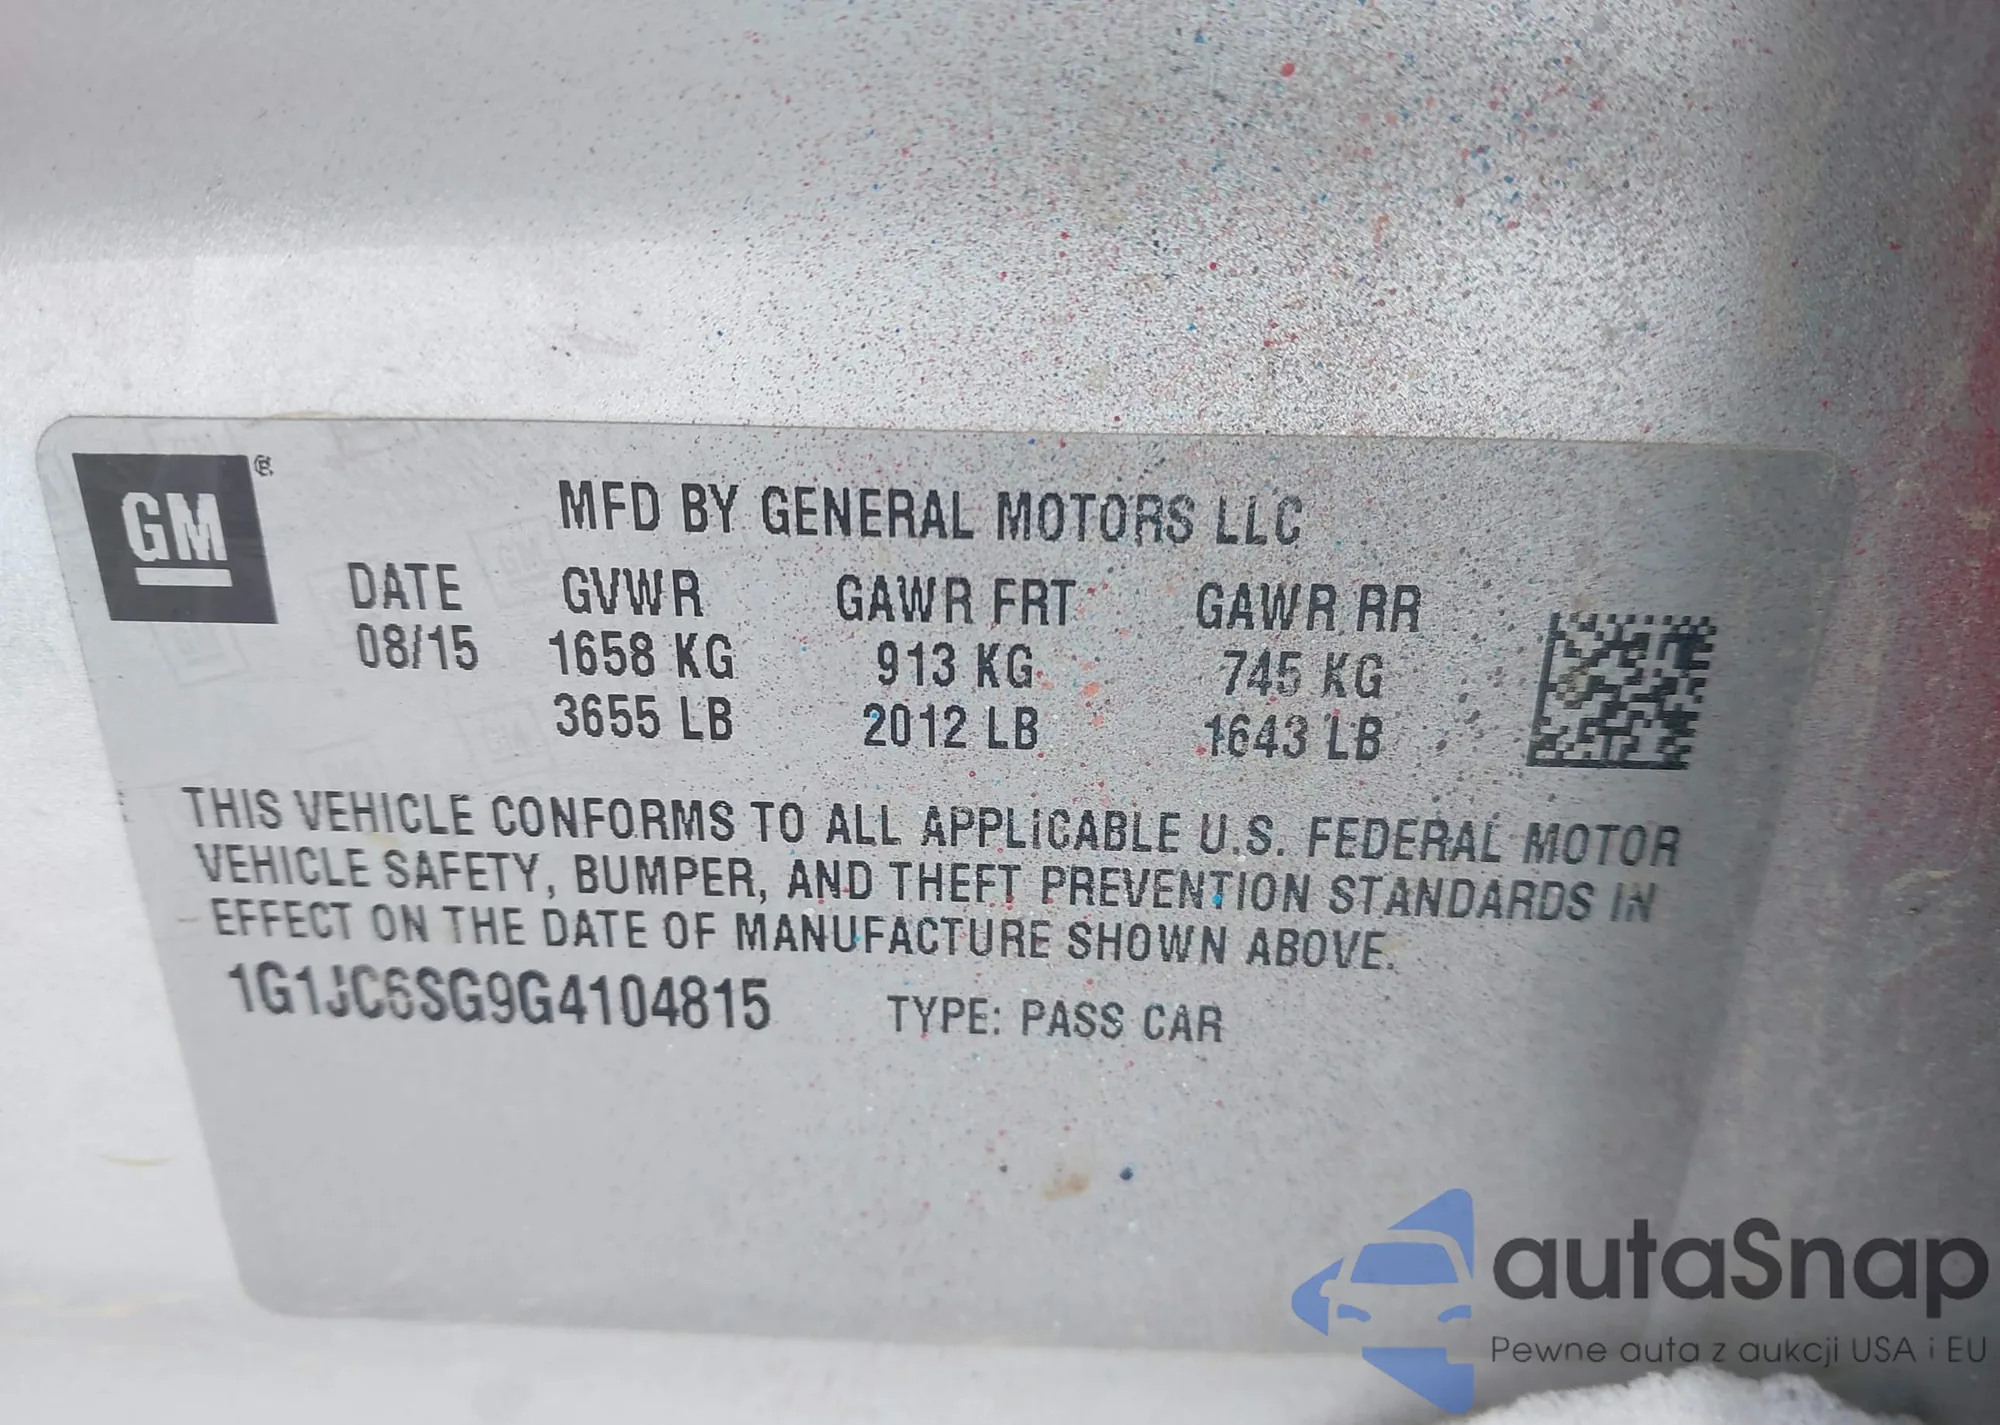 GM ®
MFD BY GENERAL MOTORS LLC
DATE GVWR GAWR FRT GAWR RR
08/15 1658 KG 913 KG 745 KG
3655 LB 2012 LB 1643 LB
THIS VEHICLE CONFORMS TO ALL APPLICABLE U.S. FEDERAL MOTOR
VEHICLE SAFETY, BUMPER, AND THEFT PREVENTION STANDARDS IN
EFFECT ON THE DATE OF MANUFACTURE SHOWN ABOVE.
1G1JC6SG9G4104815 TYPE: PASS CAR
autaSnap
Pewne auta z aukcji USA i EU